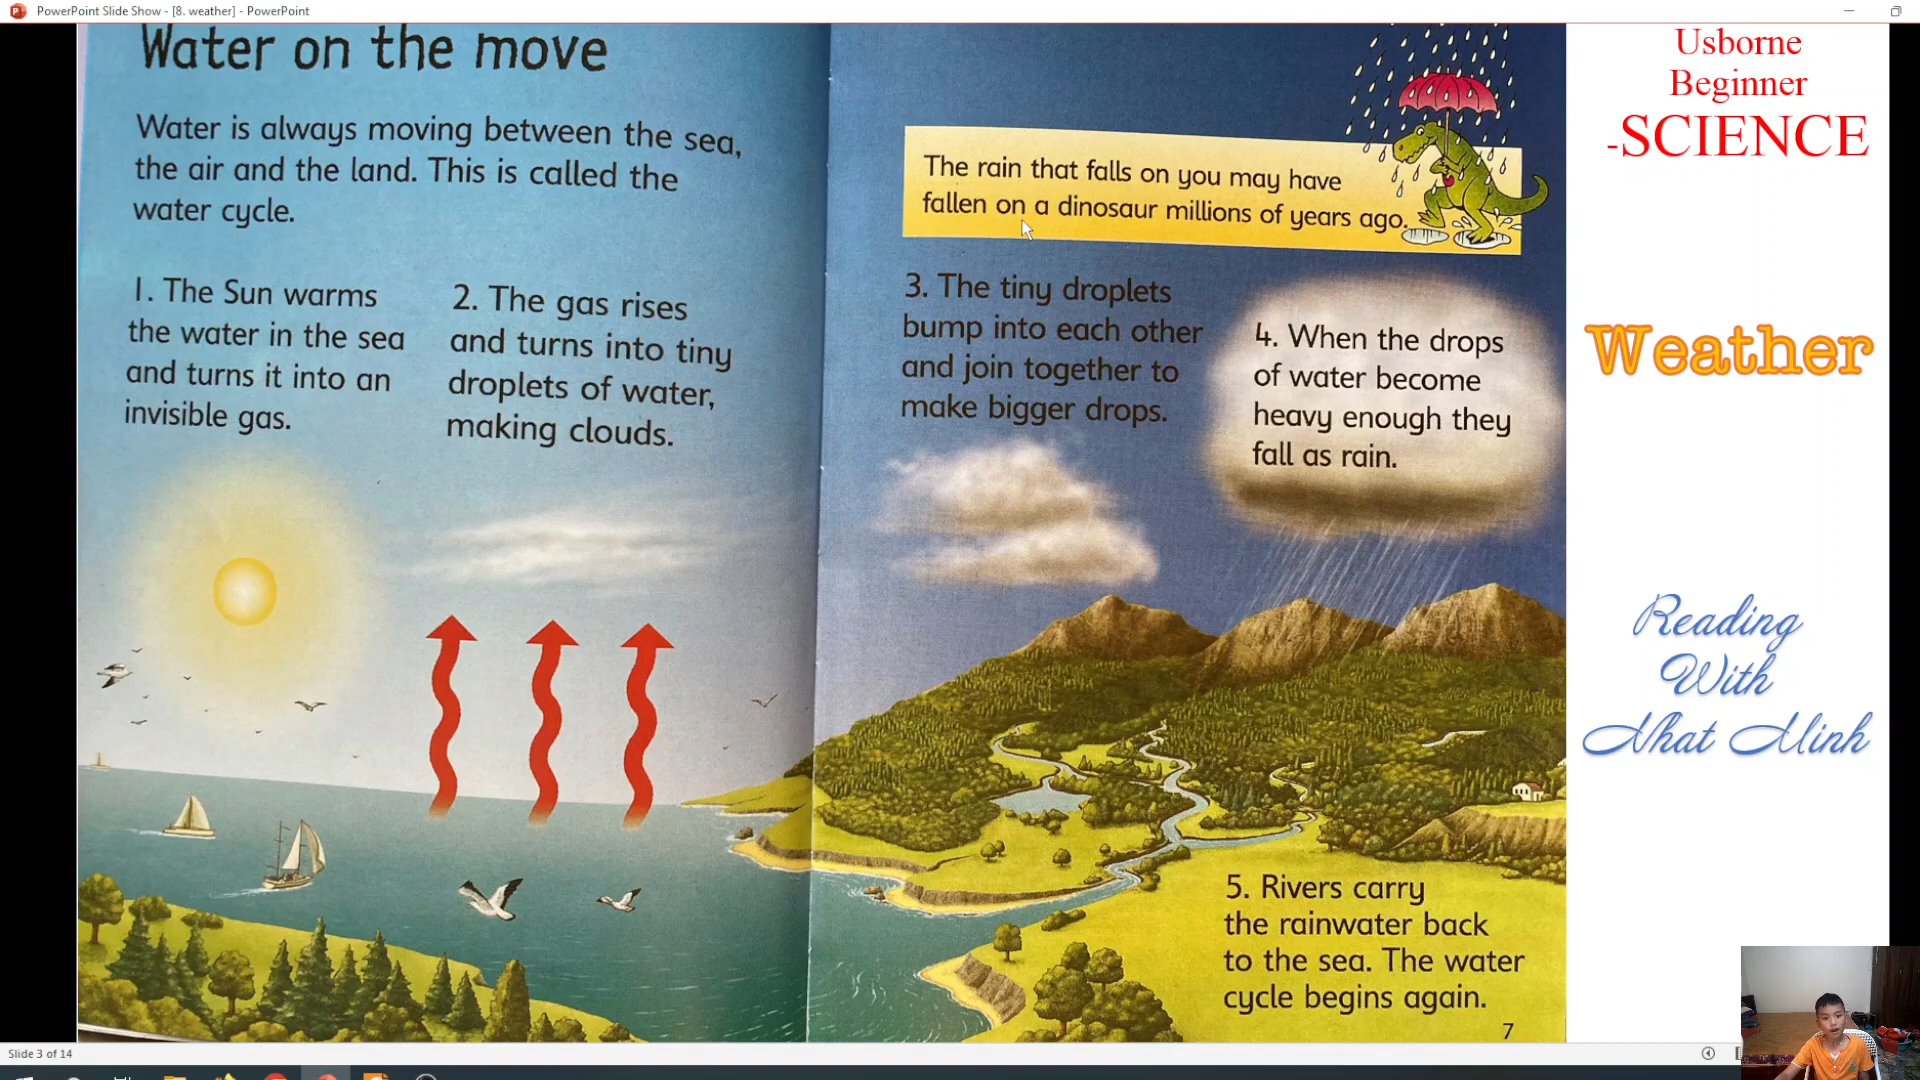 PowerPoint Slide Show - [8. weather] - PowerPoint
Water on the move
Water is always moving between the sea,
the air and the land. This is called the
water cycle.
1. The Sun warms
the water in the sea
and turns it into an
invisible gas.
2. The gas rises
and turns into tiny
droplets of water,
making clouds.
The rain that falls on you may have
fallen on a dinosaur millions of years ago.
3. The tiny droplets
bump into each other
and join together to
make bigger drops.
4. When the drops
of water become
heavy enough they
fall as rain.
5. Rivers carry
the rainwater back
to the sea. The water
cycle begins again.
7
Usborne
Beginner
-SCIENCE
Weather
Reading
With
Nhat Minh
Slide 3 of 14